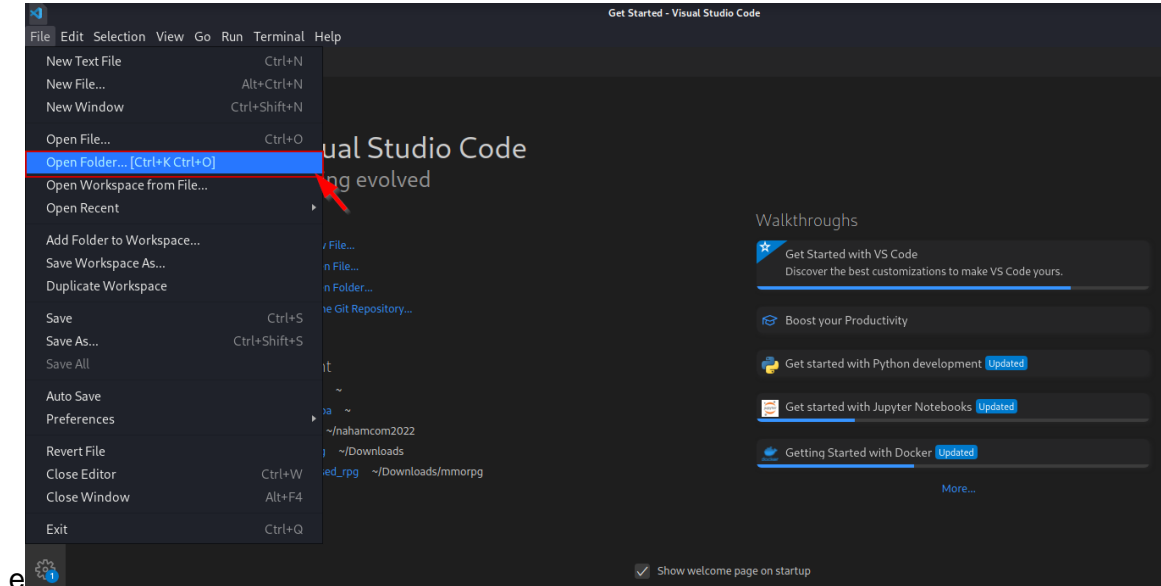 Get Started - Visual Studio Code
File Edit Selection View Go Run Terminal Help
New Text File Ctrl+N
New File... Alt+Ctrl+N
New Window Ctrl+Shift+N
Open File... Ctrl+O
Open Folder... [Ctrl+K Ctrl+O]
Open Workspace from File...
Open Recent
Add Folder to Workspace...
Save Workspace As...
Duplicate Workspace
Save Ctrl+S
Save As... Ctrl+Shift+S
Save All
Auto Save
Preferences
Revert File
Close Editor Ctrl+W
Close Window Alt+F4
Exit Ctrl+Q
ual Studio Code
ng evolved
File...
n File...
n Folder...
ne Git Repository...
~
~
~/nahamcom2022
~/Downloads
sed_rpg ~/Downloads/mmorpg
Walkthroughs
Get Started with VS Code
Discover the best customizations to make VS Code yours.
Boost your Productivity
Get started with Python development Updated
Get started with Jupyter Notebooks Updated
Getting Started with Docker Updated
More...
Show welcome page on startup
1
e